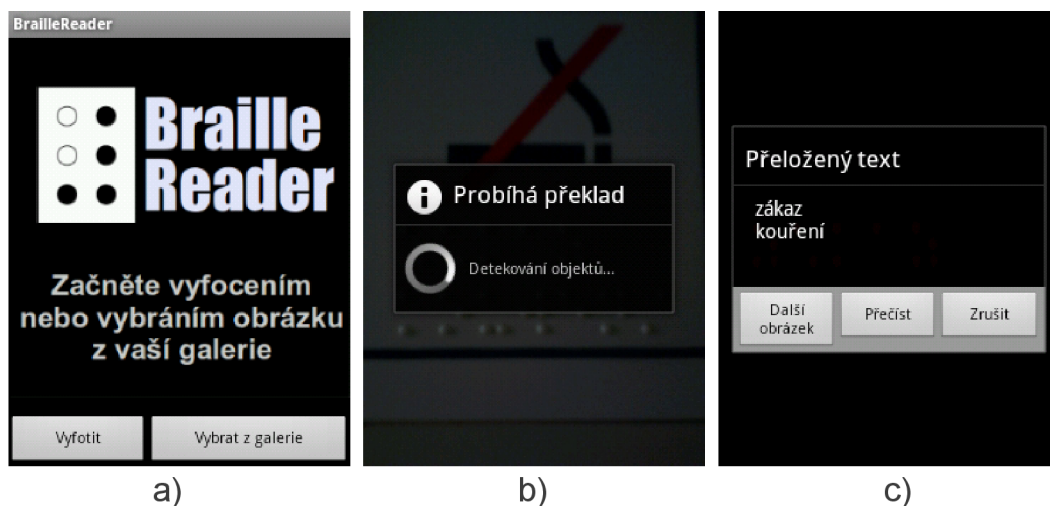 BrailleReader
Braille
Reader
Začněte vyfocením
nebo vybráním obrázku
z vaší galerie
Vyfotit
Vybrat z galerie
a)
Probíhá překlad
Detekování objektů...
b)
Přeložený text
zákaz
kouření
Další
obrázek
Přečíst
Zrušit
c)